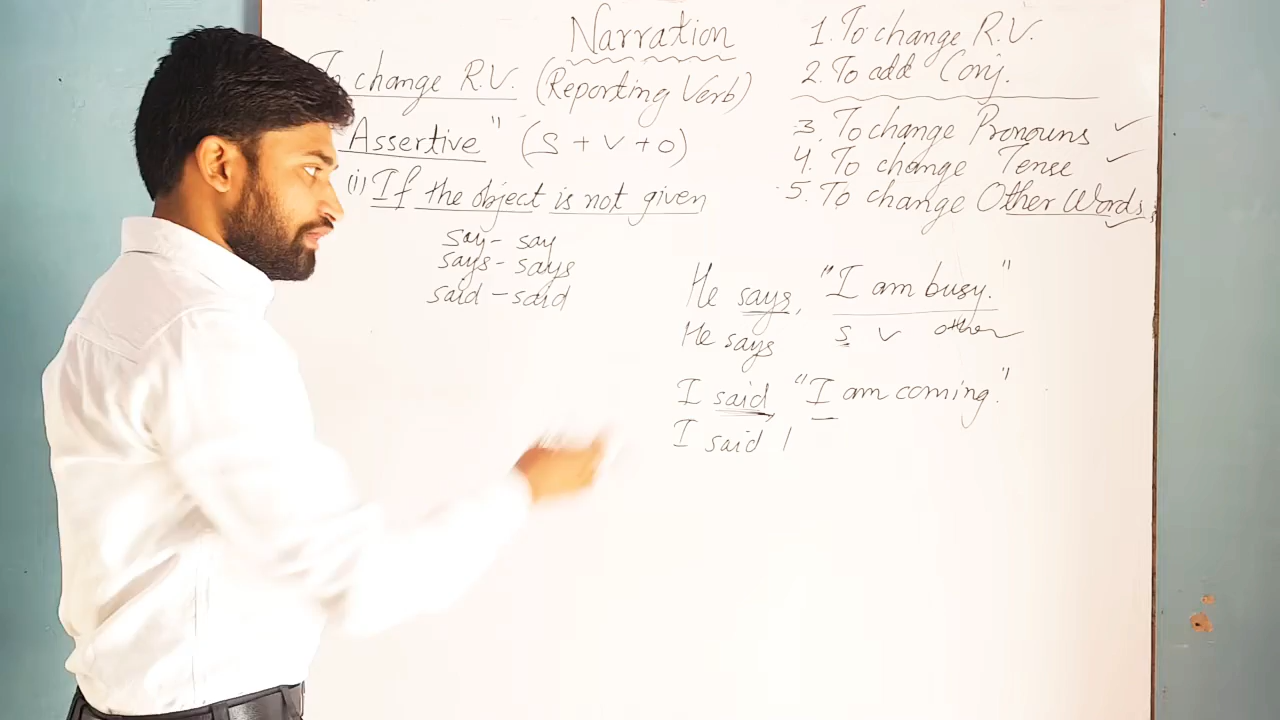 Narration
To change R.V. (Reporting Verb)
Assertive" (S + V + O)
(i) If the object is not given
say - say
says - says
said - said
1. To change R.V.
2. To add Conj.
3. To change Pronouns ✓
4. To change Tense ✓
5. To change Other Words ✓
He says, "I am busy."
He says S V other
I said, "I am coming."
I said